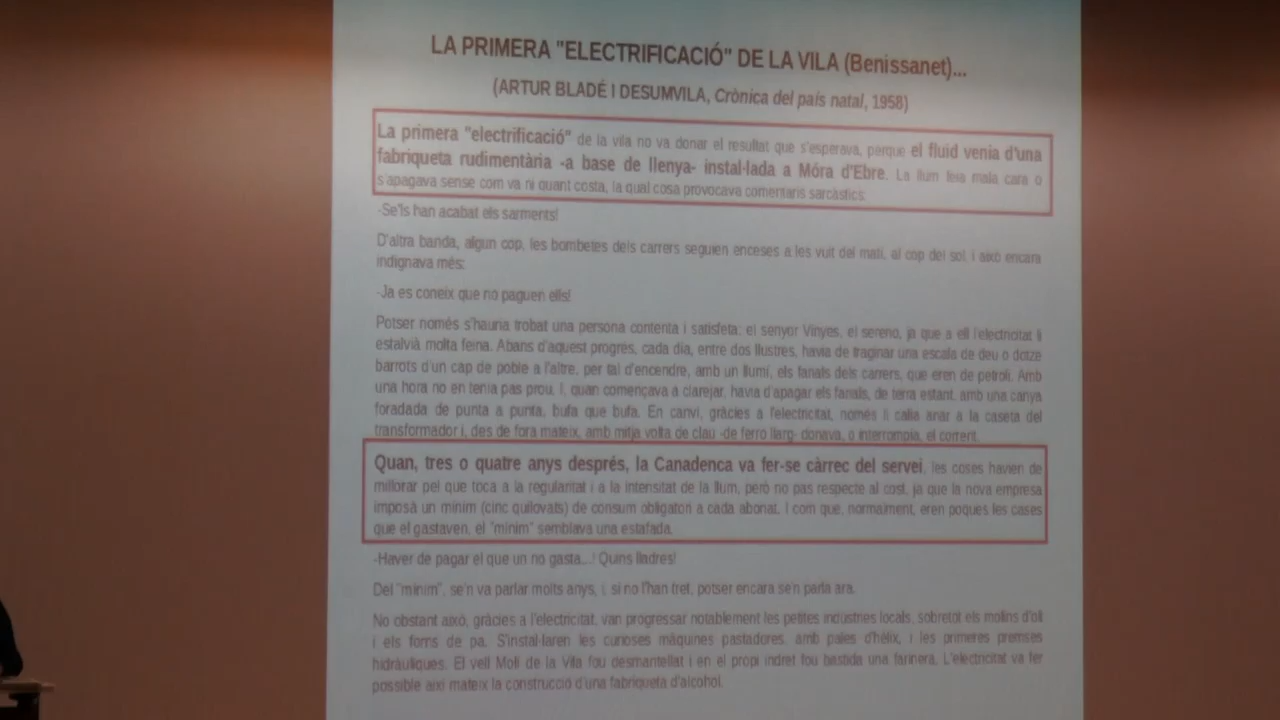 LA PRIMERA "ELECTRIFICACIÓ" DE LA VILA (Benissanet)...
(ARTUR BLADÉ I DESUMVILA, Crònica del país natal, 1958)
La primera "electrificació" de la vila no va donar el resultat que s'esperava, perquè el fluid venia d'una
fabriqueta rudimentària -a base de llenya- instal·lada a Móra d'Ebre. La llum feia mala cara o
s'apagava sense com va ni quant costa, la qual cosa provocava comentaris sarcàstics:
-Se'ls han acabat els sarments!
D'altra banda, algun cop, les bombetes dels carrers seguien enceses a les vuit del matí, al cop del sol, i això encara
indignava més:
-Ja es coneix que no paguen ells!
Potser només s'hauria trobat una persona contenta i satisfeta: el senyor Vinyes, el sereno, ja que a ell l'electricitat li
estalvià molta feina. Abans d'aquest progrés, cada dia, entre dos llustres, havia de traginar una escala de deu o dotze
barrots d'un cap de poble a l'altre, per tal d'encendre, amb un llumí, els fanals dels carrers, que eren de petroli. Amb
una hora no en tenia pas prou. I, quan començava a clarejar, havia d'apagar els fanals, de terra estant, amb una canya
foradada de punta a punta, bufa que bufa. En canvi, gràcies a l'electricitat, només li calia anar a la caseta del
transformador i, des de fora mateix, amb mitja volta de clau -de ferro llarg- donava, o interrompia, el corrent.
Quan, tres o quatre anys després, la Canadenca va fer-se càrrec del servei, les coses havien de
millorar pel que toca a la regularitat i a la intensitat de la llum, però no pas respecte al cost, ja que la nova empresa
imposà un mínim (cinc quilovats) de consum obligatori a cada abonat. I com que, normalment, eren poques les cases
que el gastaven, el "mínim" semblava una estafada.
-Haver de pagar el que un no gasta...! Quins lladres!
Del "mínim", se'n va parlar molts anys, i, si no l'han tret, potser encara se'n parla ara.
No obstant això, gràcies a l'electricitat, van progressar notablement les petites indústries locals, sobretot els molins d'oli
i els forns de pa. S'instal·laren les curioses màquines pastadores, amb pales d'hèlix, i les primeres premses
hidràuliques. El vell Molí de la Vila fou desmantellat i en el propi indret fou bastida una farinera. L'electricitat va fer
possible així mateix la construcció d'una fabriqueta d'alcohol.